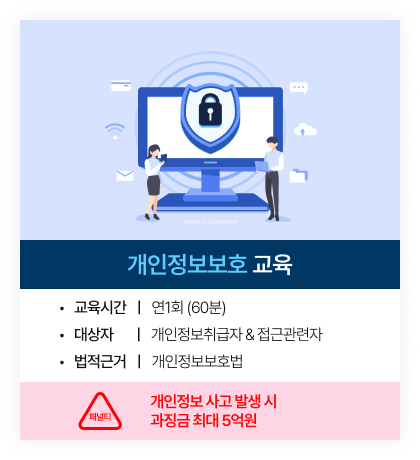 개인정보보호 교육
• 교육시간 | 연1회 (60분)
• 대상자 | 개인정보취급자 & 접근관련자
• 법적근거 | 개인정보보호법
패널티
개인정보 사고 발생 시
과징금 최대 5억원